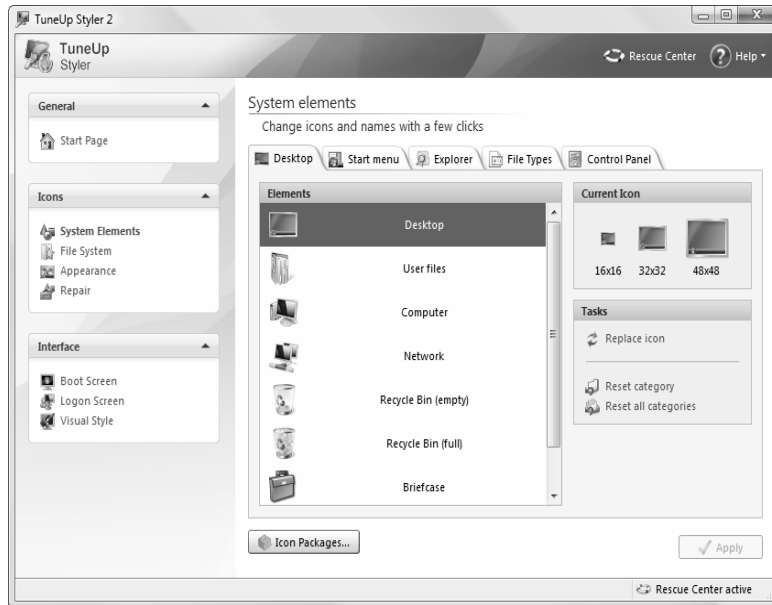 TuneUp Styler 2
TuneUp
Styler
Rescue Center
Help
General
Start Page
Icons
System Elements
File System
Appearance
Repair
Interface
Boot Screen
Logon Screen
Visual Style
System elements
Change icons and names with a few clicks
Desktop
Start menu
Explorer
File Types
Control Panel
Elements
Desktop
User files
Computer
Network
Recycle Bin (empty)
Recycle Bin (full)
Briefcase
Current Icon
16x16 32x32 48x48
Tasks
Replace icon
Reset category
Reset all categories
Icon Packages...
Apply
Rescue Center active